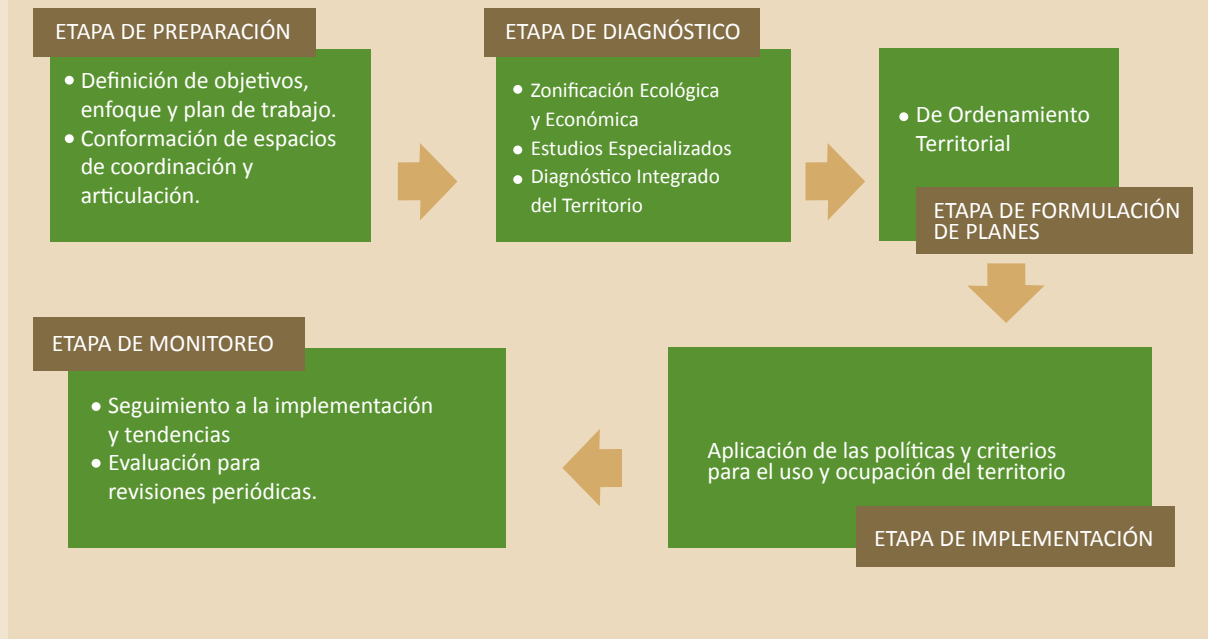 ETAPA DE PREPARACIÓN
• Definición de objetivos,
enfoque y plan de trabajo.
• Conformación de espacios
de coordinación y
articulación.
ETAPA DE DIAGNÓSTICO
• Zonificación Ecológica
y Económica
• Estudios Especializados
• Diagnóstico Integrado
del Territorio
• De Ordenamiento
Territorial
ETAPA DE FORMULACIÓN
DE PLANES
Aplicación de las políticas y criterios
para el uso y ocupación del territorio
ETAPA DE IMPLEMENTACIÓN
ETAPA DE MONITOREO
• Seguimiento a la implementación
y tendencias
• Evaluación para
revisiones periódicas.